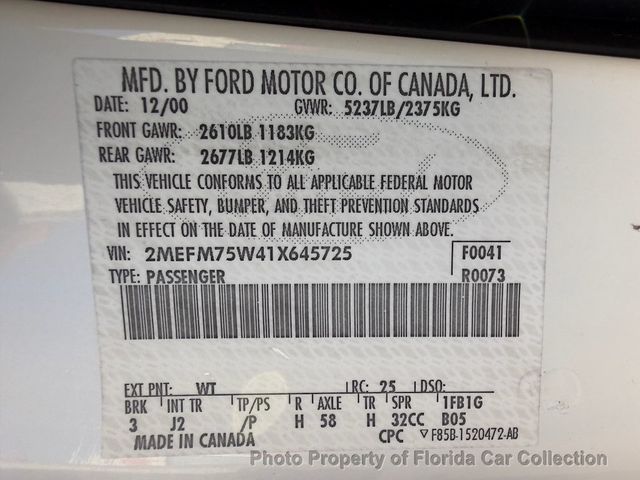 MFD. BY FORD MOTOR CO. OF CANADA, LTD.
DATE: 12/00 GVWR: 5237LB/2375KG
FRONT GAWR: 2610LB 1183KG
REAR GAWR: 2677LB 1214KG
THIS VEHICLE CONFORMS TO ALL APPLICABLE FEDERAL MOTOR
VEHICLE SAFETY, BUMPER, AND THEFT PREVENTION STANDARDS
IN EFFECT ON THE DATE OF MANUFACTURE SHOWN ABOVE.
VIN: 2MEFM75W41X645725 F0041
TYPE: PASSENGER R0073
EXT PNT: WT RC: 25 DSO:
BRK INT TR TP/PS R AXLE TR SPR 1FB1G
3 J2 /P H 58 H 32CC B05
MADE IN CANADA CPC ▽F85B-1520472-AB
Photo Property of Florida Car Collection